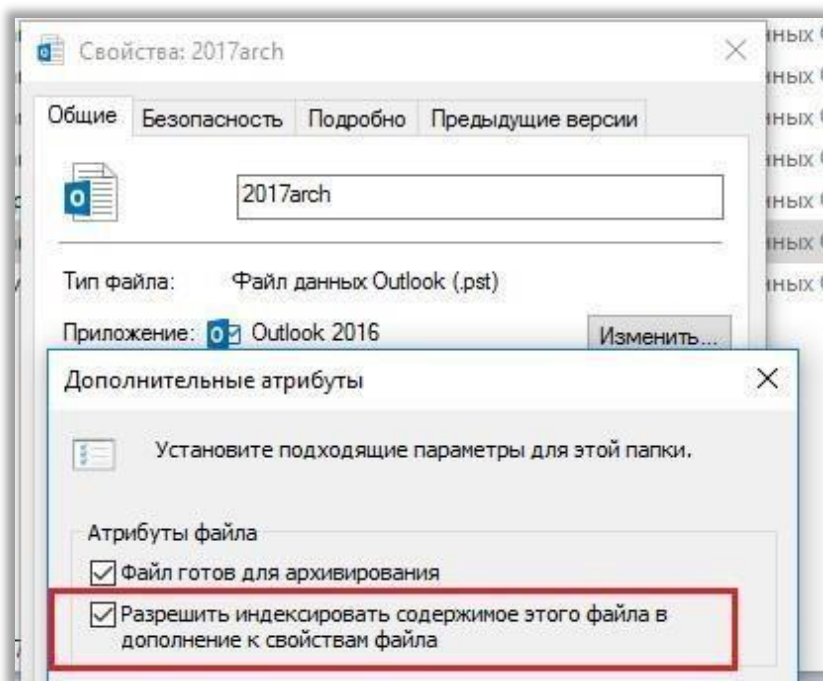 Свойства: 2017arch
Общие Безопасность Подробно Предыдущие версии
2017arch
Тип файла: Файл данных Outlook (.pst)
Приложение: Outlook 2016 Изменить...
Дополнительные атрибуты
Установите подходящие параметры для этой папки.
Атрибуты файла
Файл готов для архивирования
Разрешить индексировать содержимое этого файла в
дополнение к свойствам файла